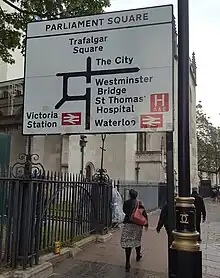 PARLIAMENT SQUARE
Trafalgar
Square
The City
Westminster
Bridge
St Thomas'
Hospital
H
A&E
Victoria
Station
Waterloo